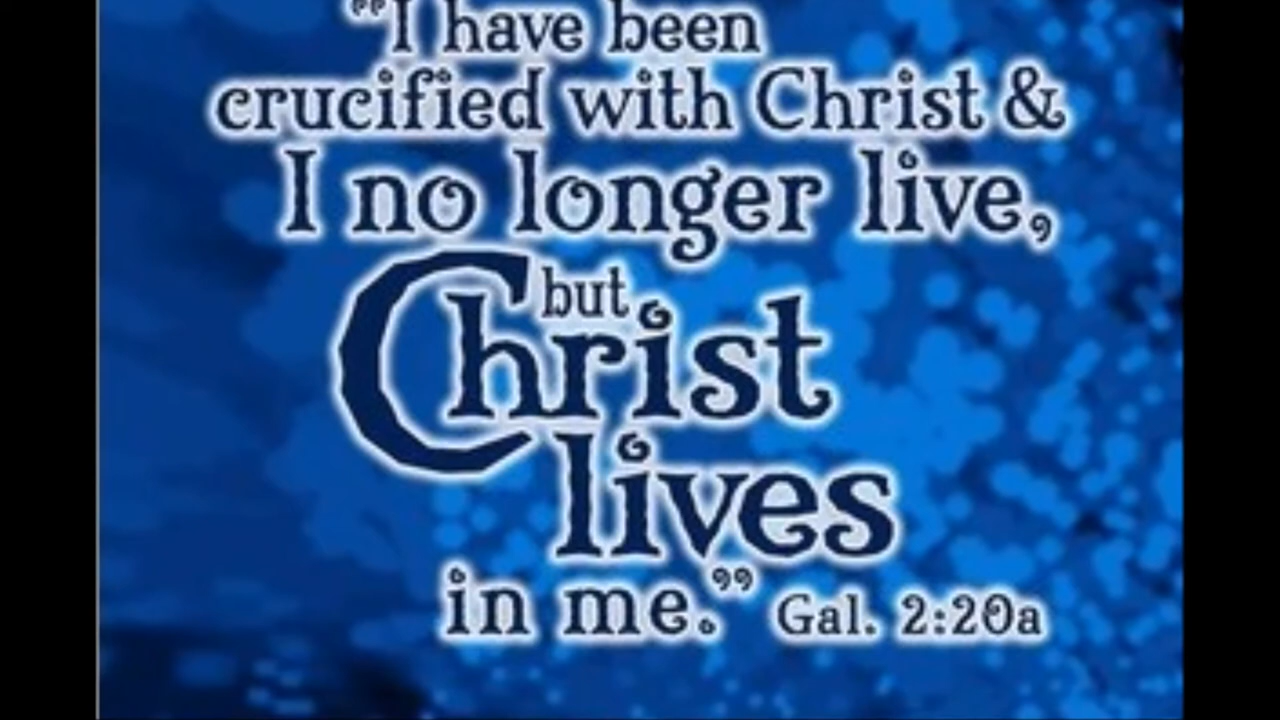 “I have been
crucified with Christ &
I no longer live,
but
Christ
lives
in me.” Gal. 2:20a